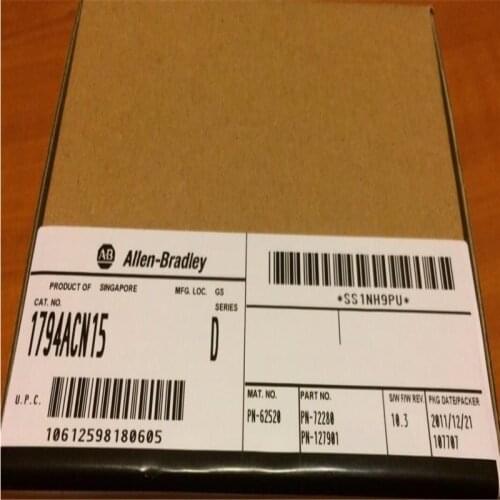 AB Allen-Bradley
PRODUCT OF SINGAPORE MFG. LOC. GS
CAT. NO. SERIES
1794ACN15 D
U.P.C.
10612598180605
*SS1NH9PU*
MAT. NO. PART NO. S/W F/W REV. PKG DATE/PACKER
PN-62520 PN-72280 10.3 2011/12/21
PN-127901 107707